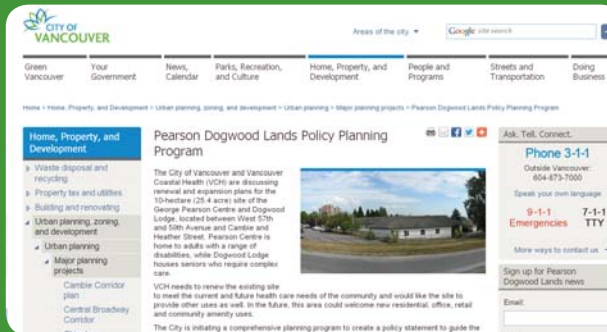 CITY OF
VANCOUVER
Areas of the city
Google site search
Green
Vancouver
Your
Government
News,
Calendar
Parks, Recreation,
and Culture
Home, Property, and
Development
People and
Programs
Streets and
Transportation
Doing
Business
Home > Home, Property, and Development > Urban planning, zoning, and development > Urban planning > Major planning projects > Pearson Dogwood Lands Policy Planning Program
Home, Property, and
Development
Waste disposal and
recycling
Property tax and utilities
Building and renovating
Urban planning, zoning,
and development
Urban planning
Major planning
projects
Cambie Corridor
plan
Central Broadway
Corridor
Pearson Dogwood Lands Policy Planning
Program
The City of Vancouver and Vancouver
Coastal Health (VCH) are discussing
renewal and expansion plans for the
10-hectare (25.4 acre) site of the
George Pearson Centre and Dogwood
Lodge, located between West 57th
and 59th Avenue and Cambie and
Heather Street. Pearson Centre is
home to adults with a range of
disabilities, while Dogwood Lodge
houses seniors who require complex
care.
VCH needs to renew the existing site
to meet the current and future health care needs of the community and would like the site to
provide other uses as well. In the future, this area could welcome new residential, office, retail
and community amenity uses.
The City is initiating a comprehensive planning program to create a policy statement to guide the
Ask. Tell. Connect.
Phone 3-1-1
Outside Vancouver:
604-873-7000
Speak your own language
9-1-1
Emergencies
7-1-1
TTY
More ways to contact us
Sign up for Pearson
Dogwood Lands news
Email: